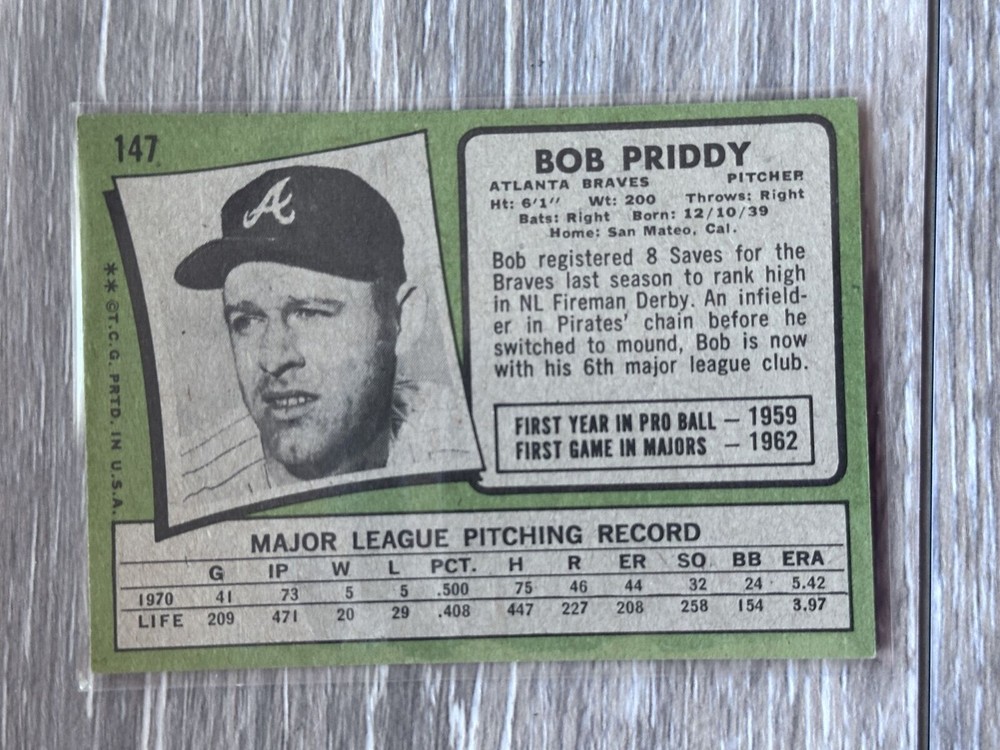 147
A
**©T.C.G. PRTD. IN U.S.A.
BOB PRIDDY
ATLANTA BRAVES PITCHER
Ht: 6'1" Wt: 200 Throws: Right
Bats: Right Born: 12/10/39
Home: San Mateo, Cal.
Bob registered 8 Saves for the
Braves last season to rank high
in NL Fireman Derby. An infield-
er in Pirates' chain before he
switched to mound, Bob is now
with his 6th major league club.
FIRST YEAR IN PRO BALL — 1959
FIRST GAME IN MAJORS — 1962
MAJOR LEAGUE PITCHING RECORD
G IP W L PCT. H R ER SO BB ERA
1970 41 73 5 5 .500 75 46 44 32 24 5.42
LIFE 209 471 20 29 .408 447 227 208 258 154 3.97